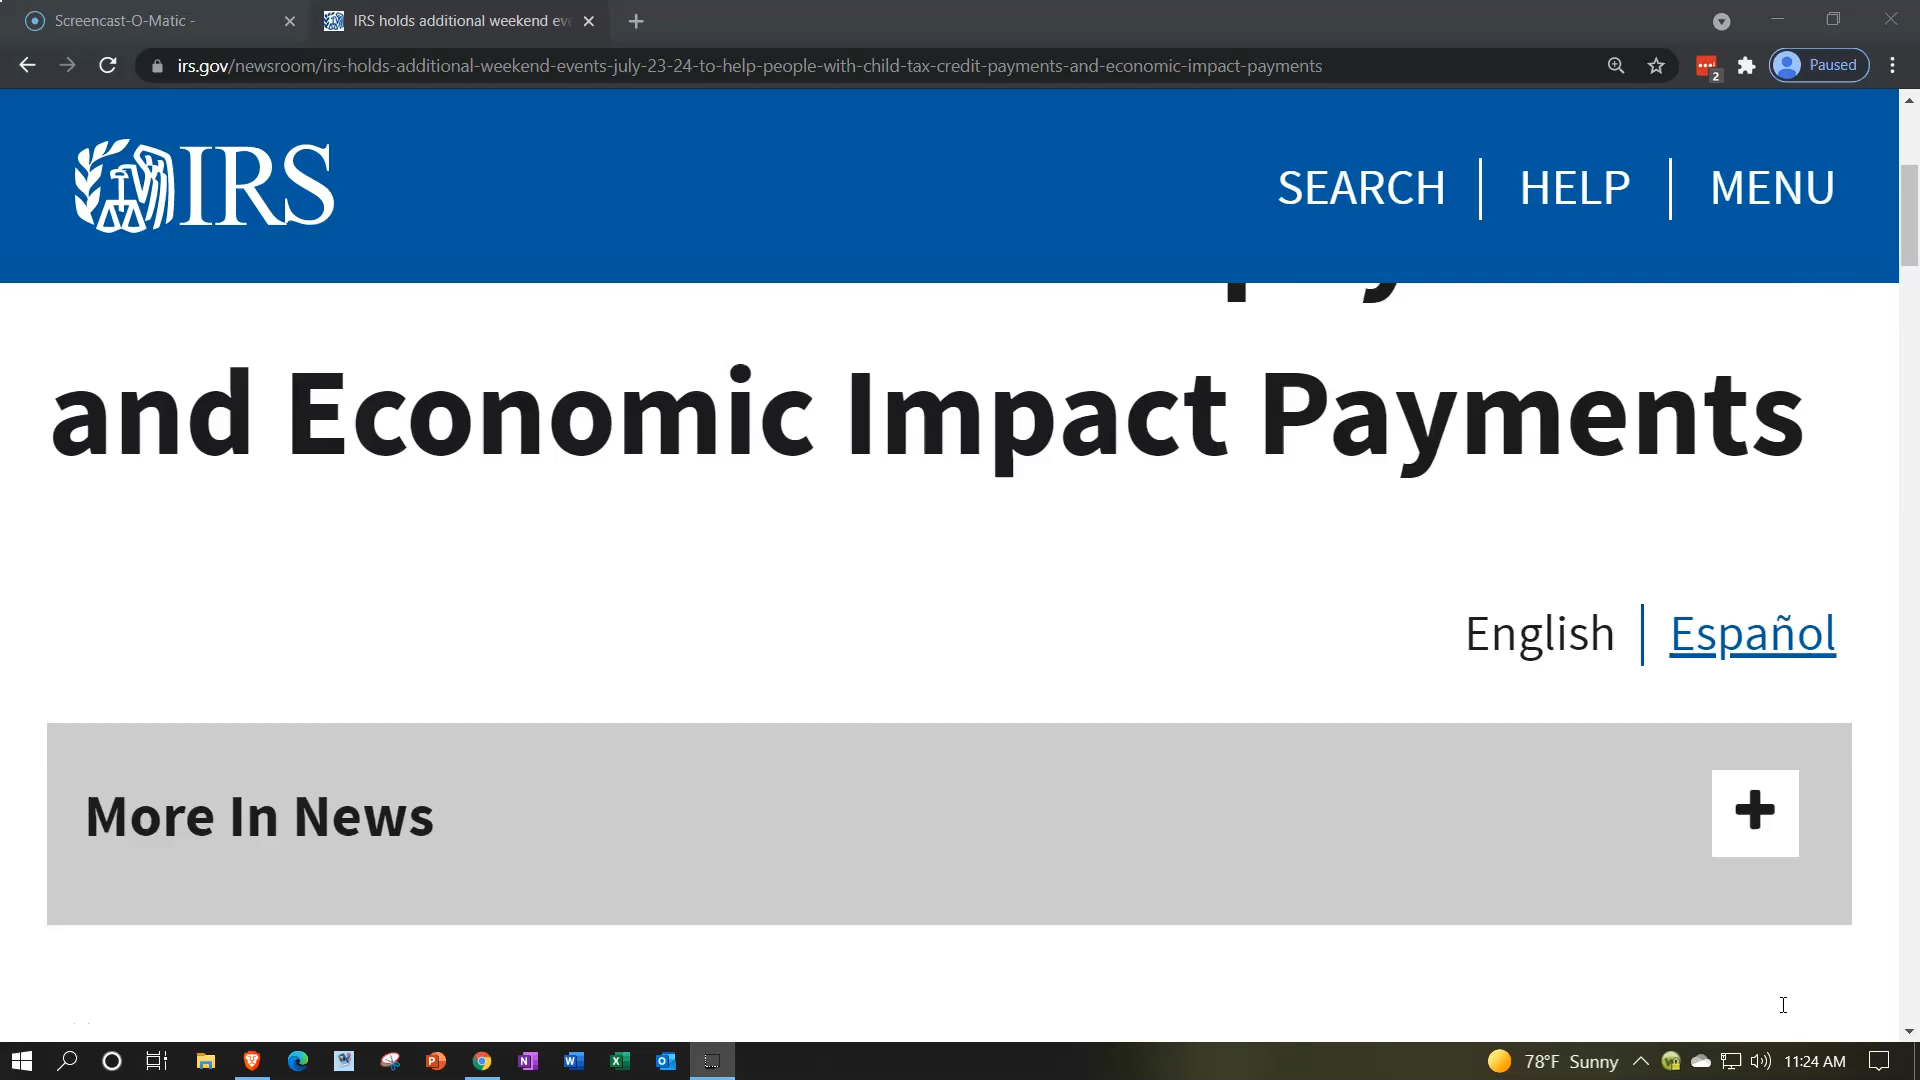 Screencast-O-Matic -
IRS holds additional weekend eve
irs.gov/newsroom/irs-holds-additional-weekend-events-july-23-24-to-help-people-with-child-tax-credit-payments-and-economic-impact-payments
2
Paused
IRS
SEARCH
HELP
MENU
and Economic Impact Payments
English
Español
More In News
78°F Sunny
11:24 AM